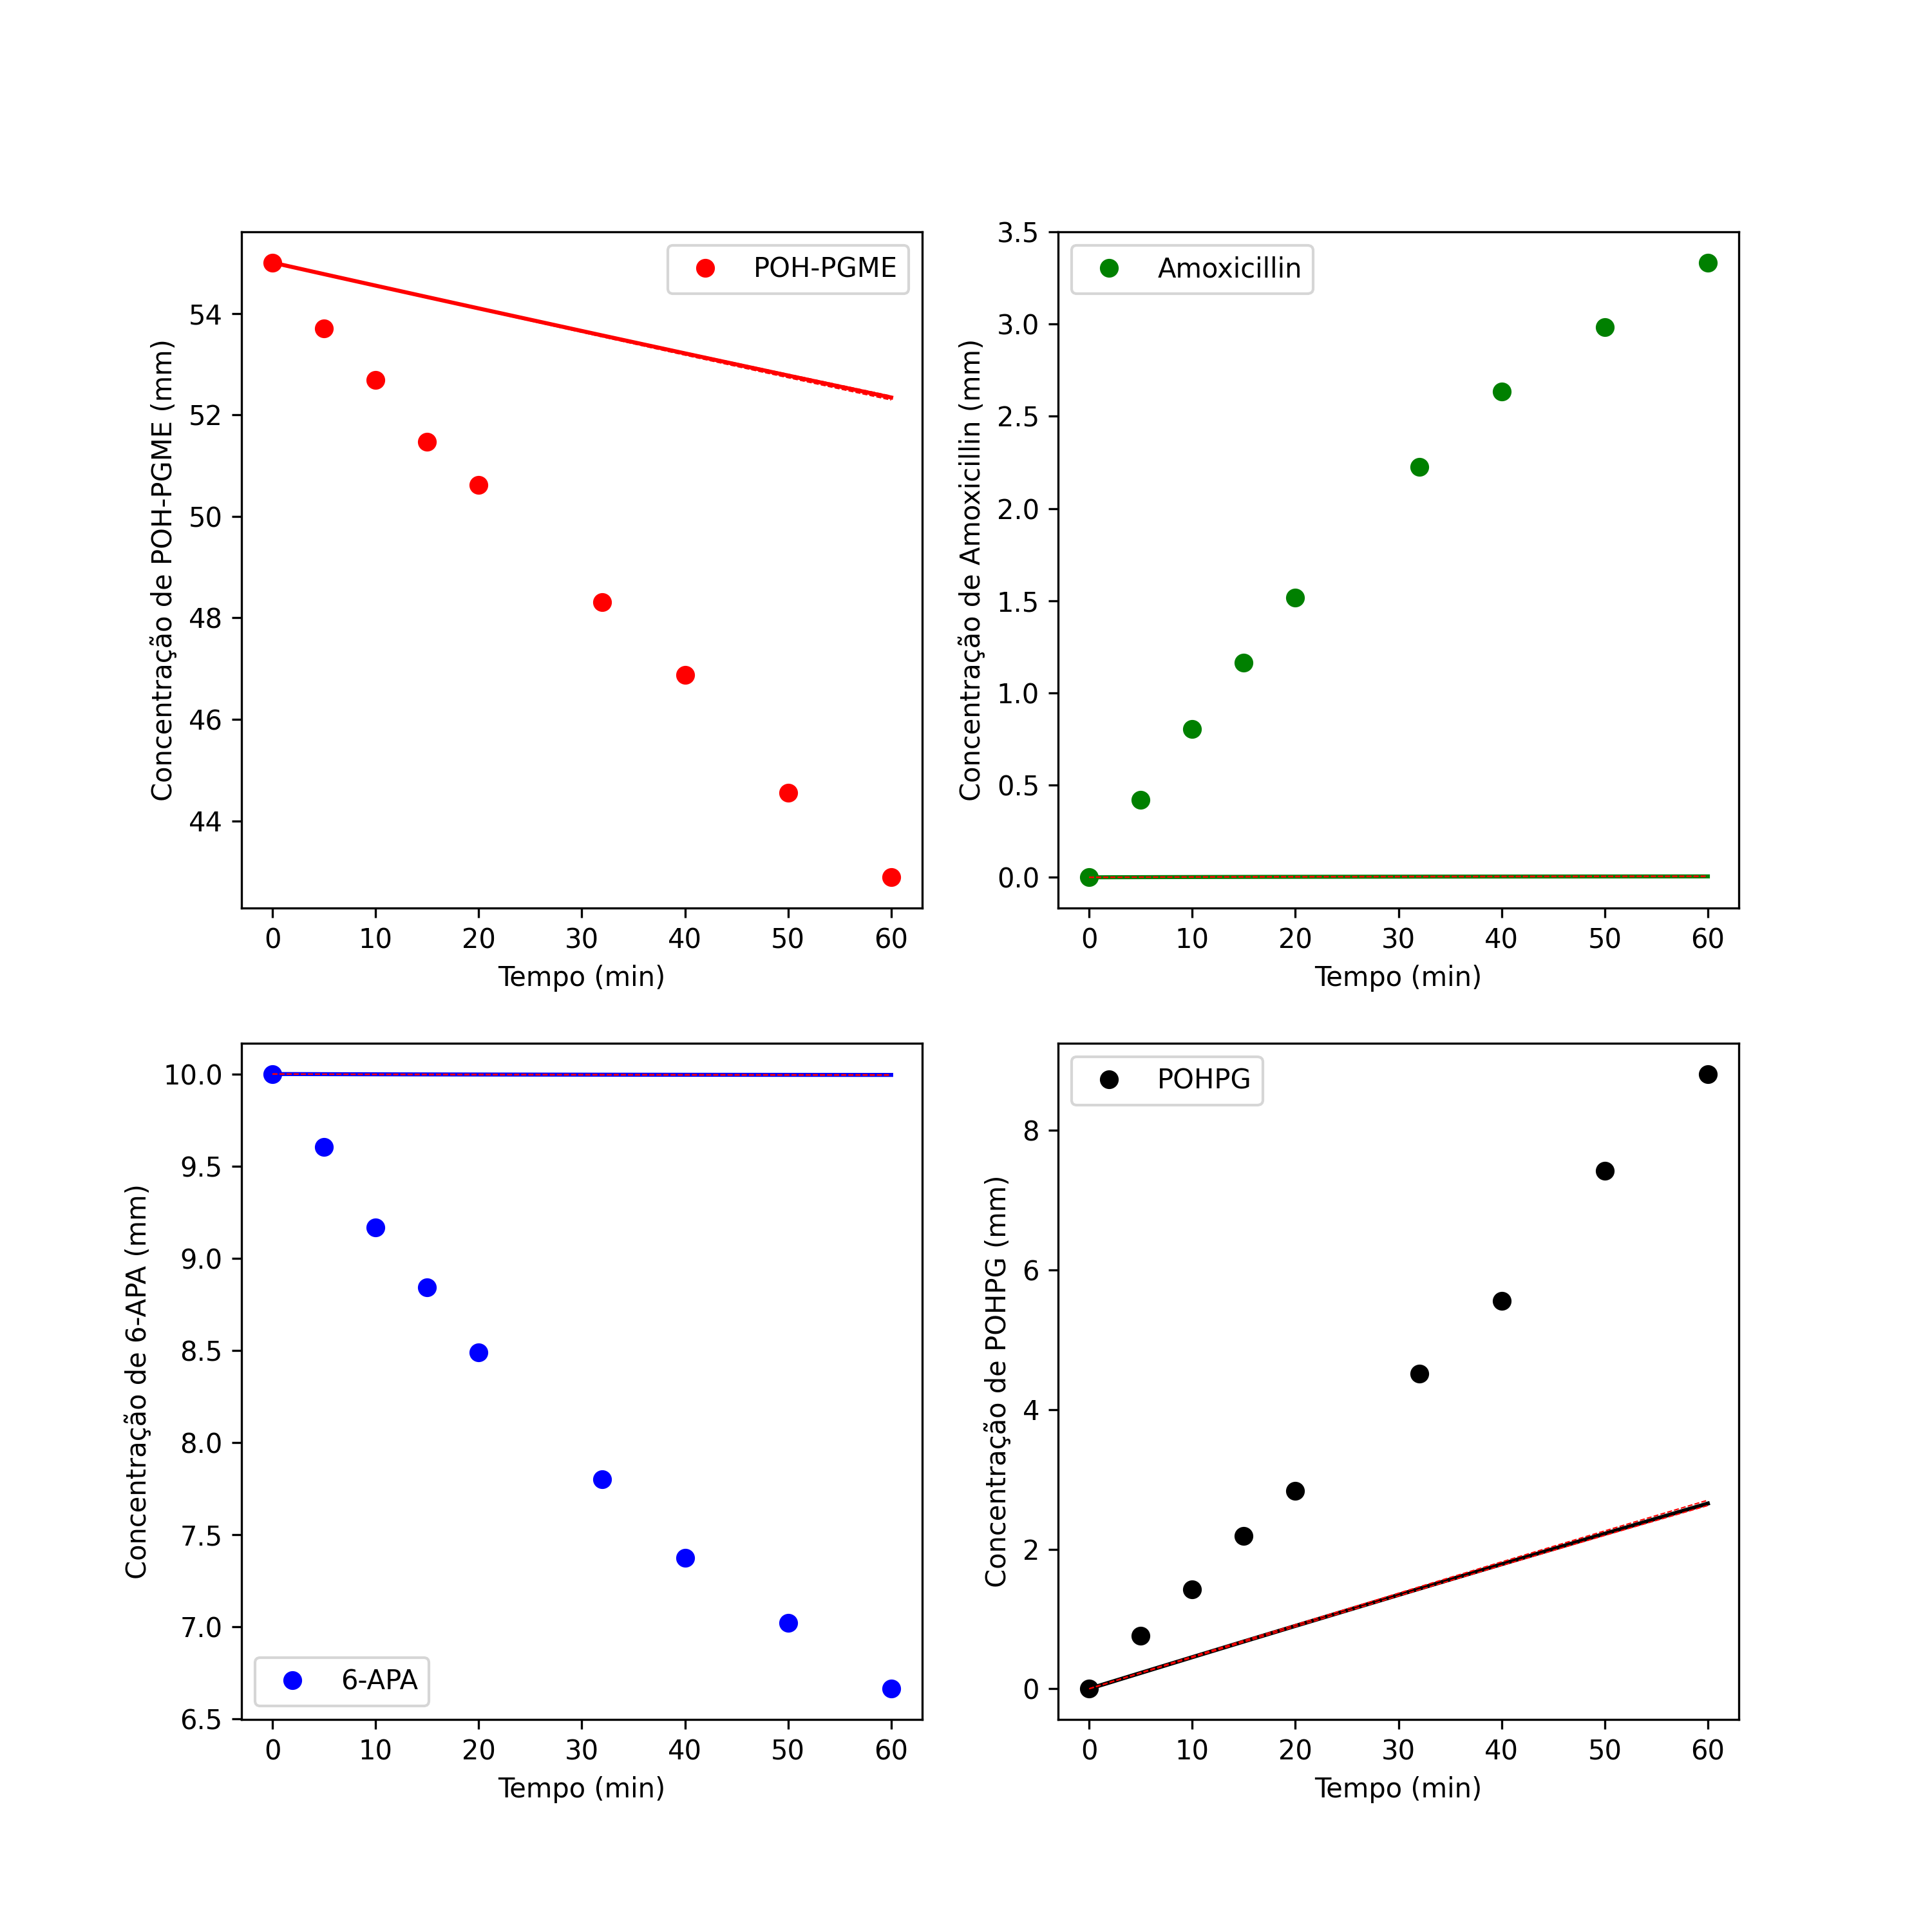 POH-PGME
Concentração de POH-PGME (mm)
54
52
50
48
46
44
0 10 20 30 40 50 60
Tempo (min)
Amoxicillin
Concentração de Amoxicillin (mm)
3.5
3.0
2.5
2.0
1.5
1.0
0.5
0.0
0 10 20 30 40 50 60
Tempo (min)
6-APA
Concentração de 6-APA (mm)
10.0
9.5
9.0
8.5
8.0
7.5
7.0
6.5
0 10 20 30 40 50 60
Tempo (min)
POHPG
Concentração de POHPG (mm)
8
6
4
2
0
0 10 20 30 40 50 60
Tempo (min)